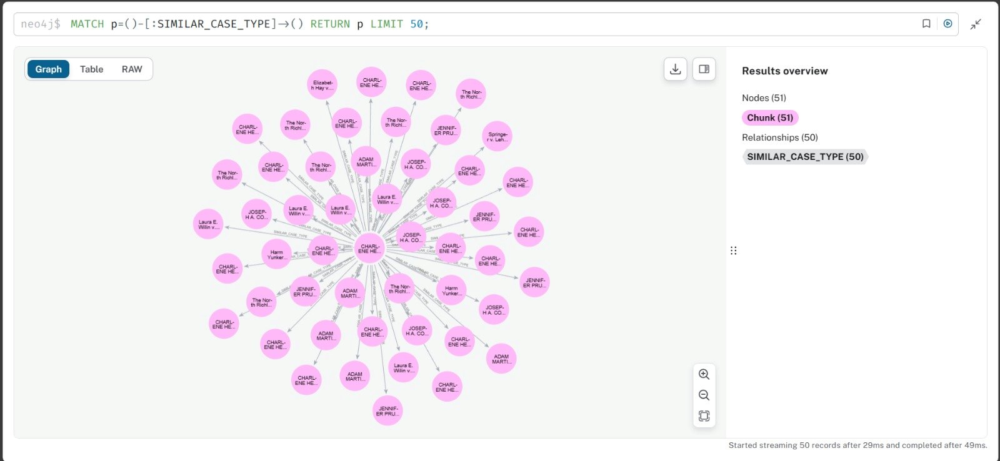 neo4j$ MATCH p=()-[:SIMILAR_CASE_TYPE]->() RETURN p LIMIT 50;
Graph Table RAW
Results overview
Nodes (51)
Chunk (51)
Relationships (50)
SIMILAR_CASE_TYPE (50)
Elizabet-
h Hay v....
CHARL-
ENE HE...
CHARL-
ENE HE...
The Nor-
th Richl...
CHARL-
ENE HE...
The Nor-
th Richl...
CHARL-
ENE HE...
The Nor-
th Richl...
JENNIF-
ER PRU...
Springe-
r v. Leh...
The Nor-
th Richl...
CHARL-
ENE HE...
The Nor-
th Richl...
ADAM
MARTI...
JOSEP-
H A. CO...
CHARL-
ENE HE...
CHARL-
ENE HE...
Laura E.
Willin v....
JOSEP-
H A. CO...
Laura E.
Willin v....
Laura E.
Willin v....
Laura E.
Willin v....
JOSEP-
H A. CO...
JENNIF-
ER PRU...
CHARL-
ENE HE...
JOSEP-
H A. CO...
CHARL-
ENE HE...
Harm
Yunker...
CHARL-
ENE HE...
CHARL-
ENE HE...
CHARL-
ENE HE...
CHARL-
ENE HE...
JENNIF-
ER PRU...
The Nor-
th Richl...
JENNIF-
ER PRU...
ADAM
MARTI...
The Nor-
th Richl...
Harm
Yunker...
JOSEP-
H A. CO...
CHARL-
ENE HE...
CHARL-
ENE HE...
ADAM
MARTI...
CHARL-
ENE HE...
JOSEP-
H A. CO...
CHARL-
ENE HE...
ADAM
MARTI...
CHARL-
ENE HE...
ADAM
MARTI...
Laura E.
Willin v....
CHARL-
ENE HE...
JENNIF-
ER PRU...
SIMILAR_CASE_TYPE
Started streaming 50 records after 29ms and completed after 49ms.